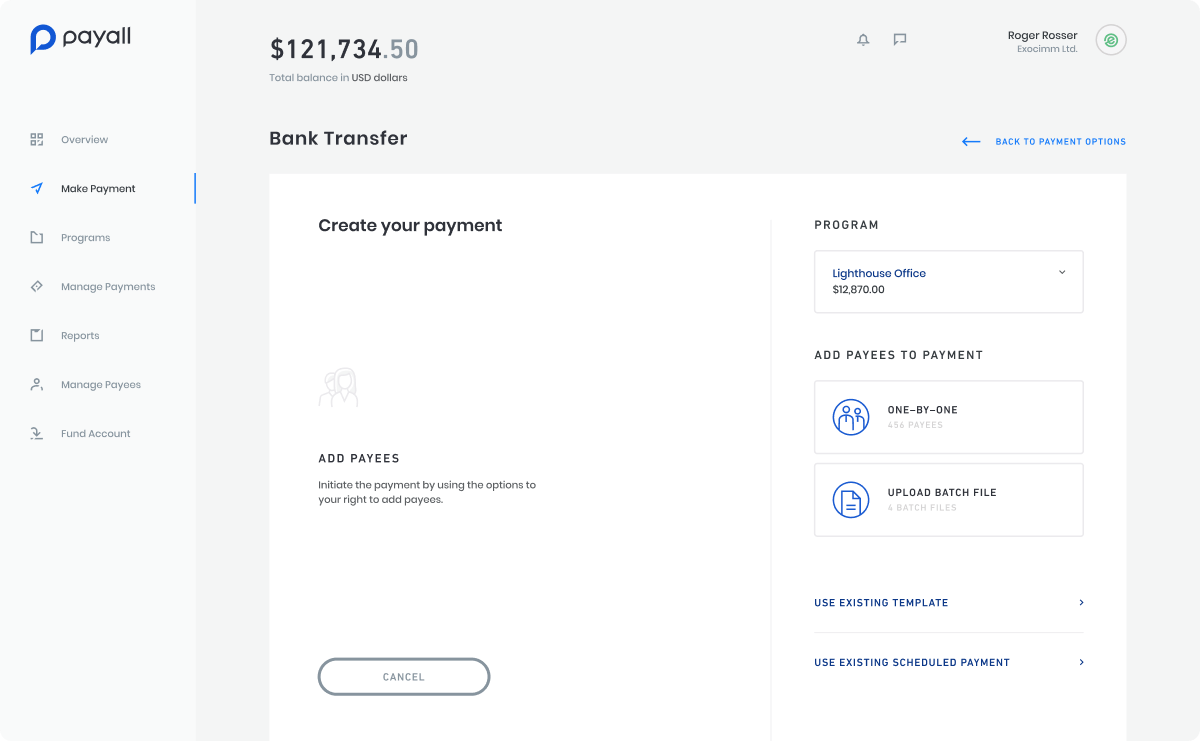 payall
$121,734.50
Total balance in USD dollars
Roger Rosser
Exocimm Ltd.
Overview
Make Payment
Programs
Manage Payments
Reports
Manage Payees
Fund Account
Bank Transfer
BACK TO PAYMENT OPTIONS
Create your payment
ADD PAYEES
Initiate the payment by using the options to
your right to add payees.
CANCEL
PROGRAM
Lighthouse Office
$12,870.00
ADD PAYEES TO PAYMENT
ONE–BY–ONE
456 PAYEES
UPLOAD BATCH FILE
4 BATCH FILES
USE EXISTING TEMPLATE
USE EXISTING SCHEDULED PAYMENT